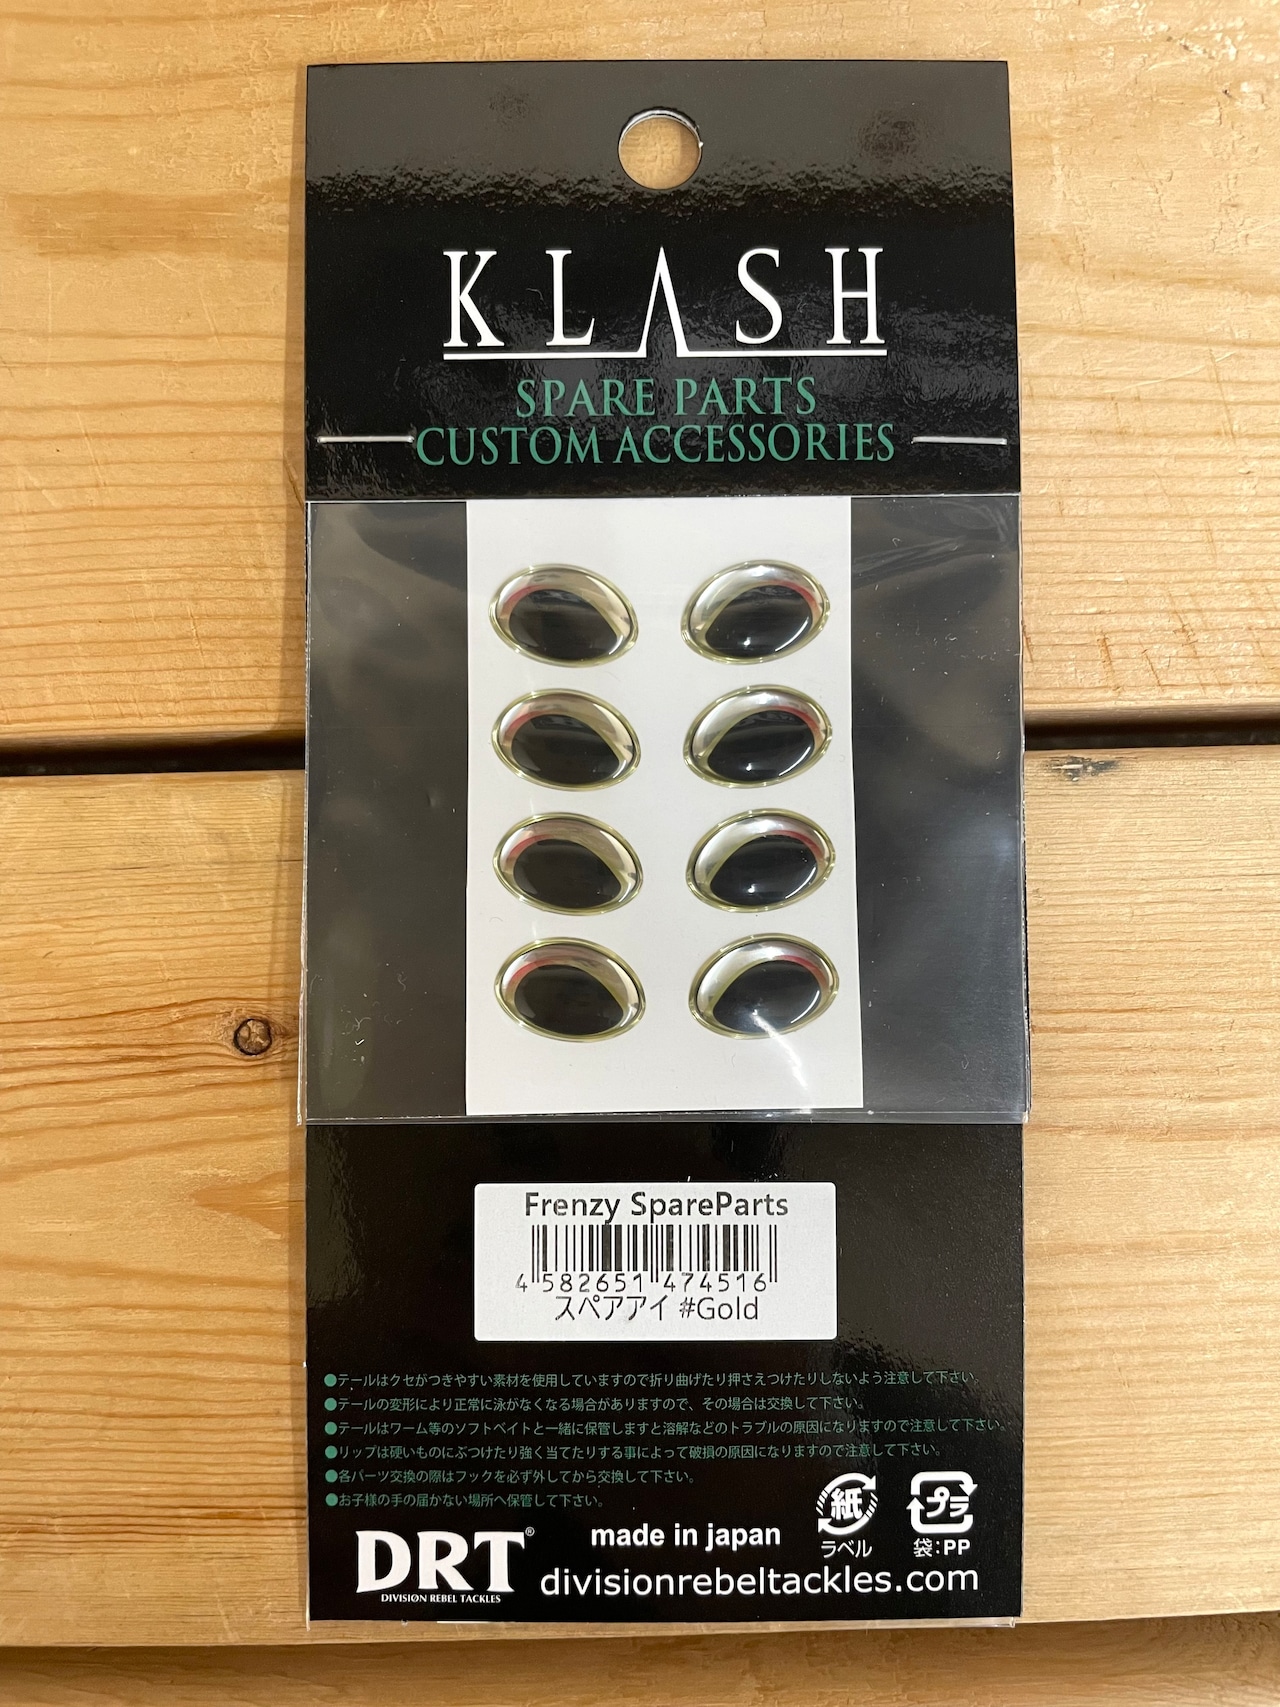 KLASH
SPARE PARTS
CUSTOM ACCESSORIES
Frenzy SpareParts
4 582651 474516
スペアアイ #Gold
●テールはクセがつきやすい素材を使用していますので折り曲げたり押さえつけたりしないよう注意して下さい。
●テールの変形により正常に泳がなくなる場合がありますので、その場合は交換して下さい。
●テールはワーム等のソフトベイトと一緒に保管しますと溶解などのトラブルの原因になりますので注意して下さい。
●リップは硬いものにぶつけたり強く当てたりする事によって破損の原因になりますので注意して下さい。
●各パーツ交換の際はフックを必ず外してから交換して下さい。
●お子様の手の届かない場所へ保管して下さい。
紙
ラベル
プラ
袋:PP
made in japan
DRT®
DIVISIØN REBEL TACKLES
divisionrebeltackles.com